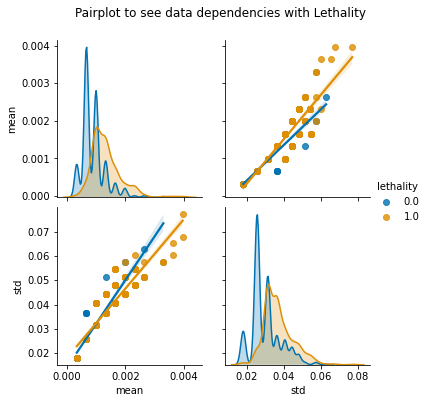 Pairplot to see data dependencies with Lethality
0.004
0.003
0.002
0.001
0.000
mean
lethality
0.0
1.0
0.07
0.06
0.05
0.04
0.03
0.02
std
0.000 0.002 0.004
mean
0.02 0.04 0.06 0.08
std